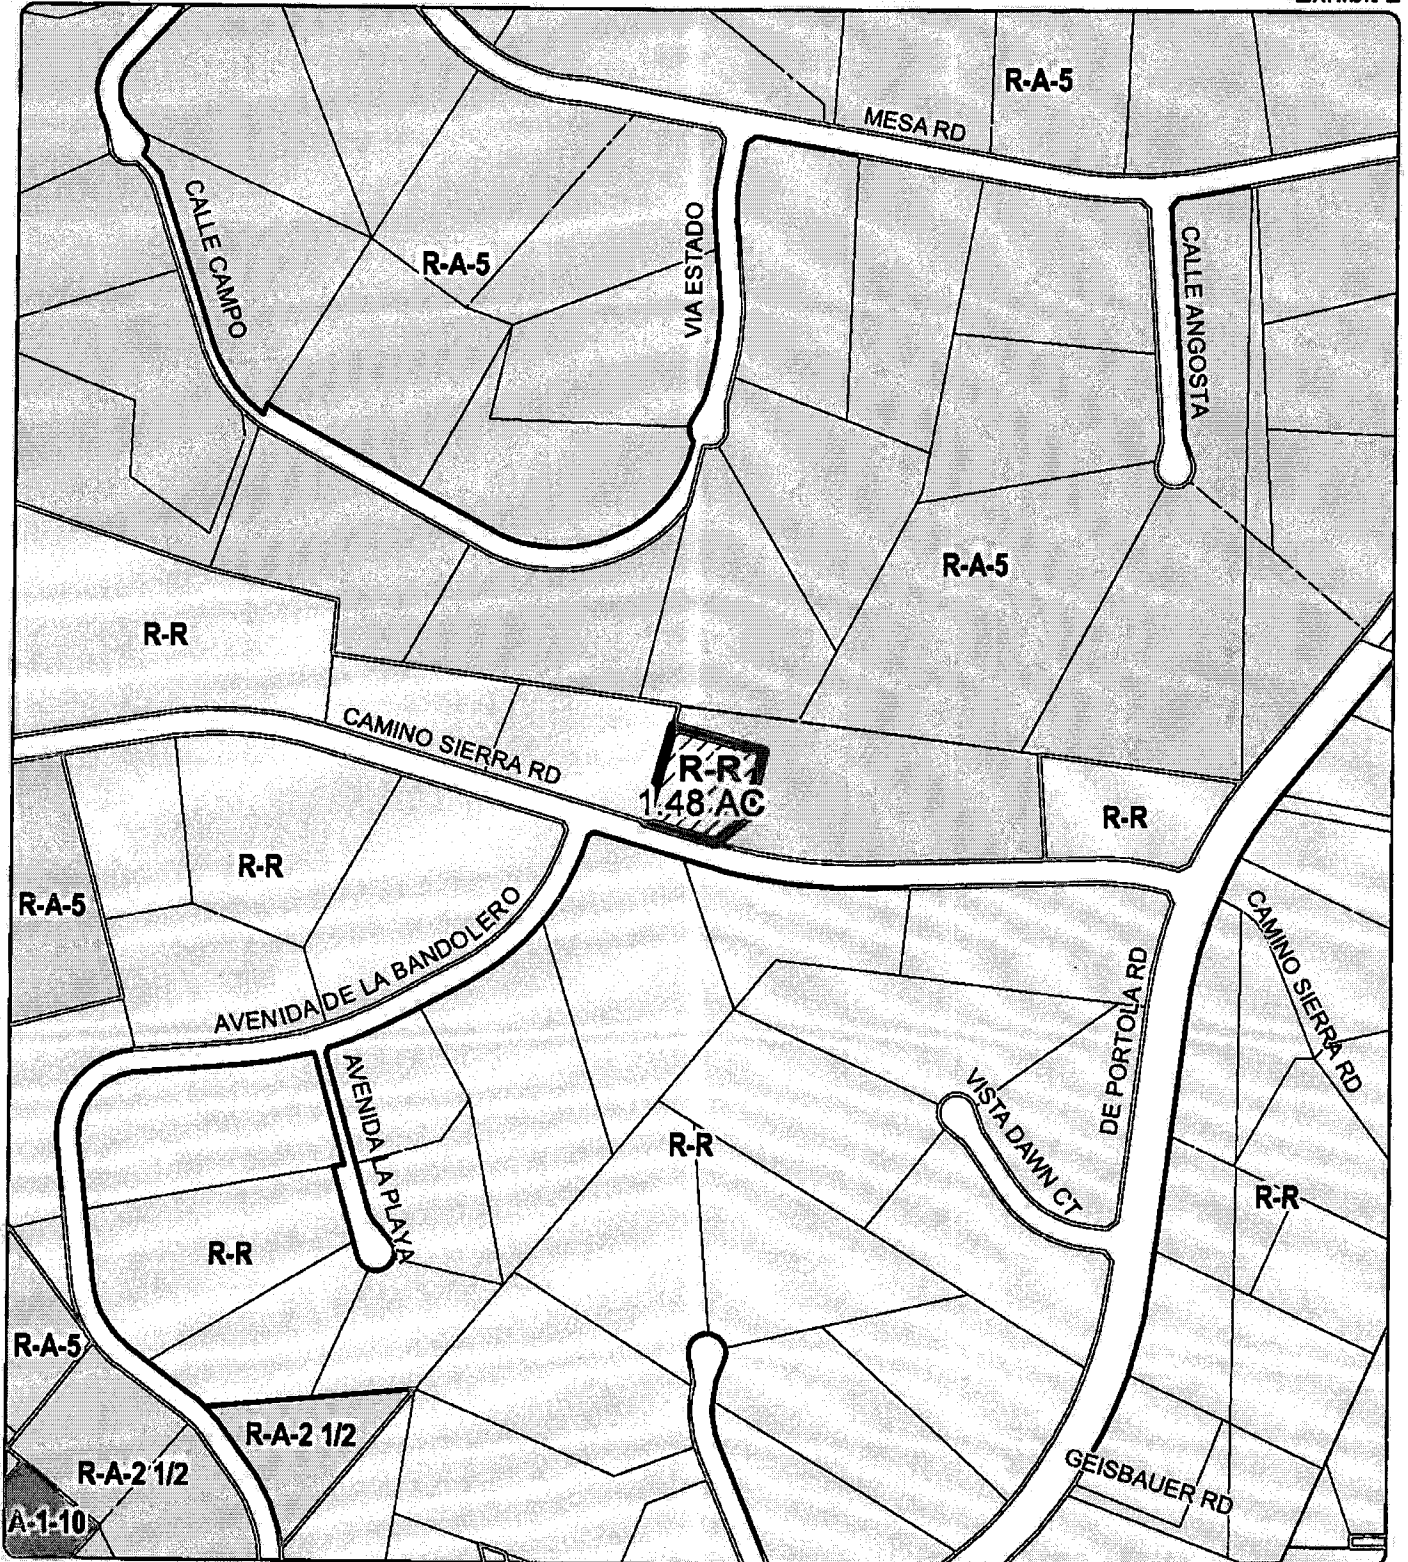 R-A-5
MESA RD
CALLE CAMPO
R-A-5
VIA ESTADO
CALLE ANGOSTA
R-A-5
R-R
CAMINO SIERRA RD
R-R
1.48 AC
R-R
R-R
R-A-5
AVENIDA DE LA BANDOLERO
CAMINO SIERRA RD
DE PORTOLA RD
AVENIDA LA PLAYA
VISTA DAWN CT
R-R
R-R
R-R
R-A-5
R-A-2 1/2
R-A-2 1/2
GEISBAUER RD
A-1-10